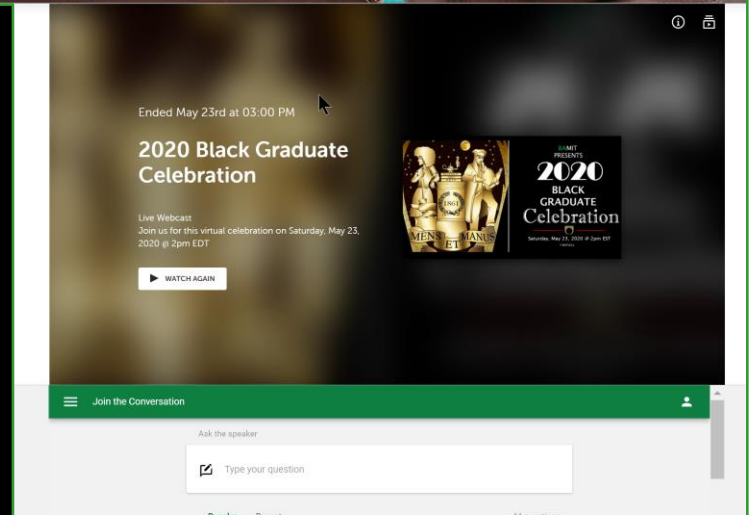 Ended May 23rd at 03:00 PM
2020 Black Graduate
Celebration
Live Webcast
Join us for this virtual celebration on Saturday, May 23,
2020 @ 2pm EDT
WATCH AGAIN
1861
MENS ET MANUS
BAMIT
PRESENTS
2020
BLACK
GRADUATE
Celebration
Saturday, May 23, 2020 @ 2pm EST
Join the Conversation
Ask the speaker
Type your question